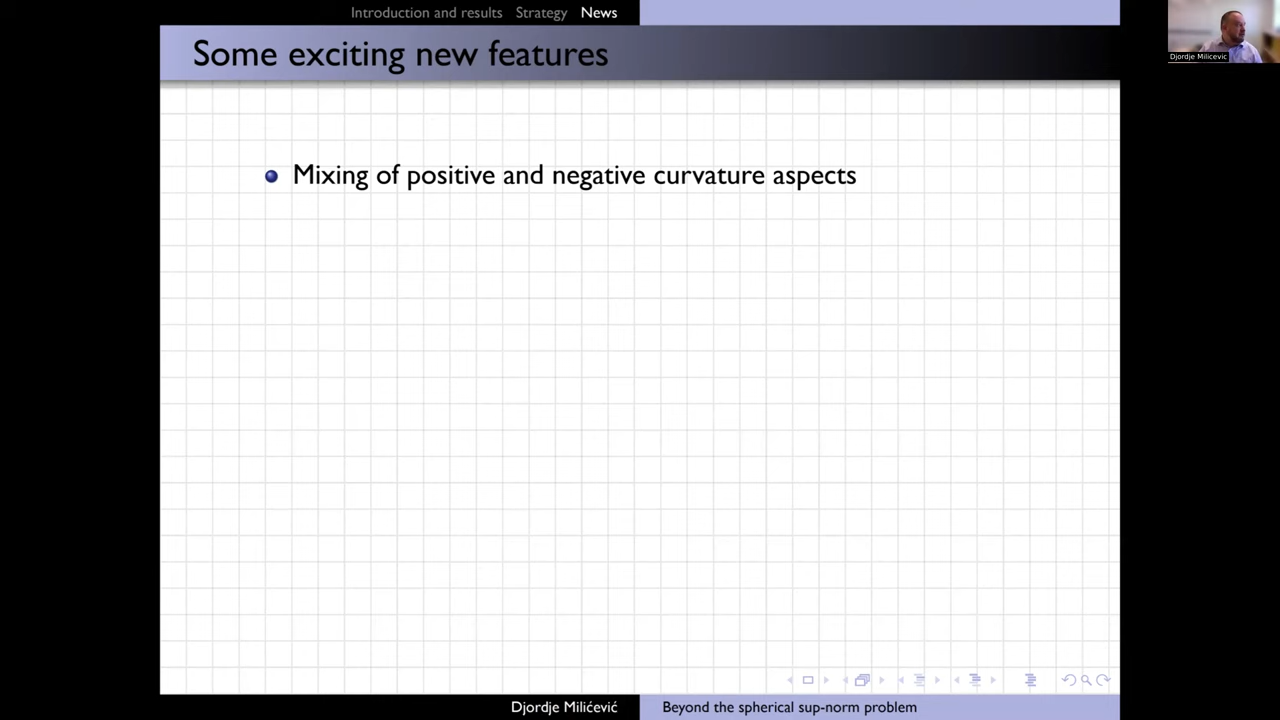 Introduction and results Strategy News
Some exciting new features
Djordje Milicevic
Mixing of positive and negative curvature aspects
Djordje Milićević
Beyond the spherical sup-norm problem